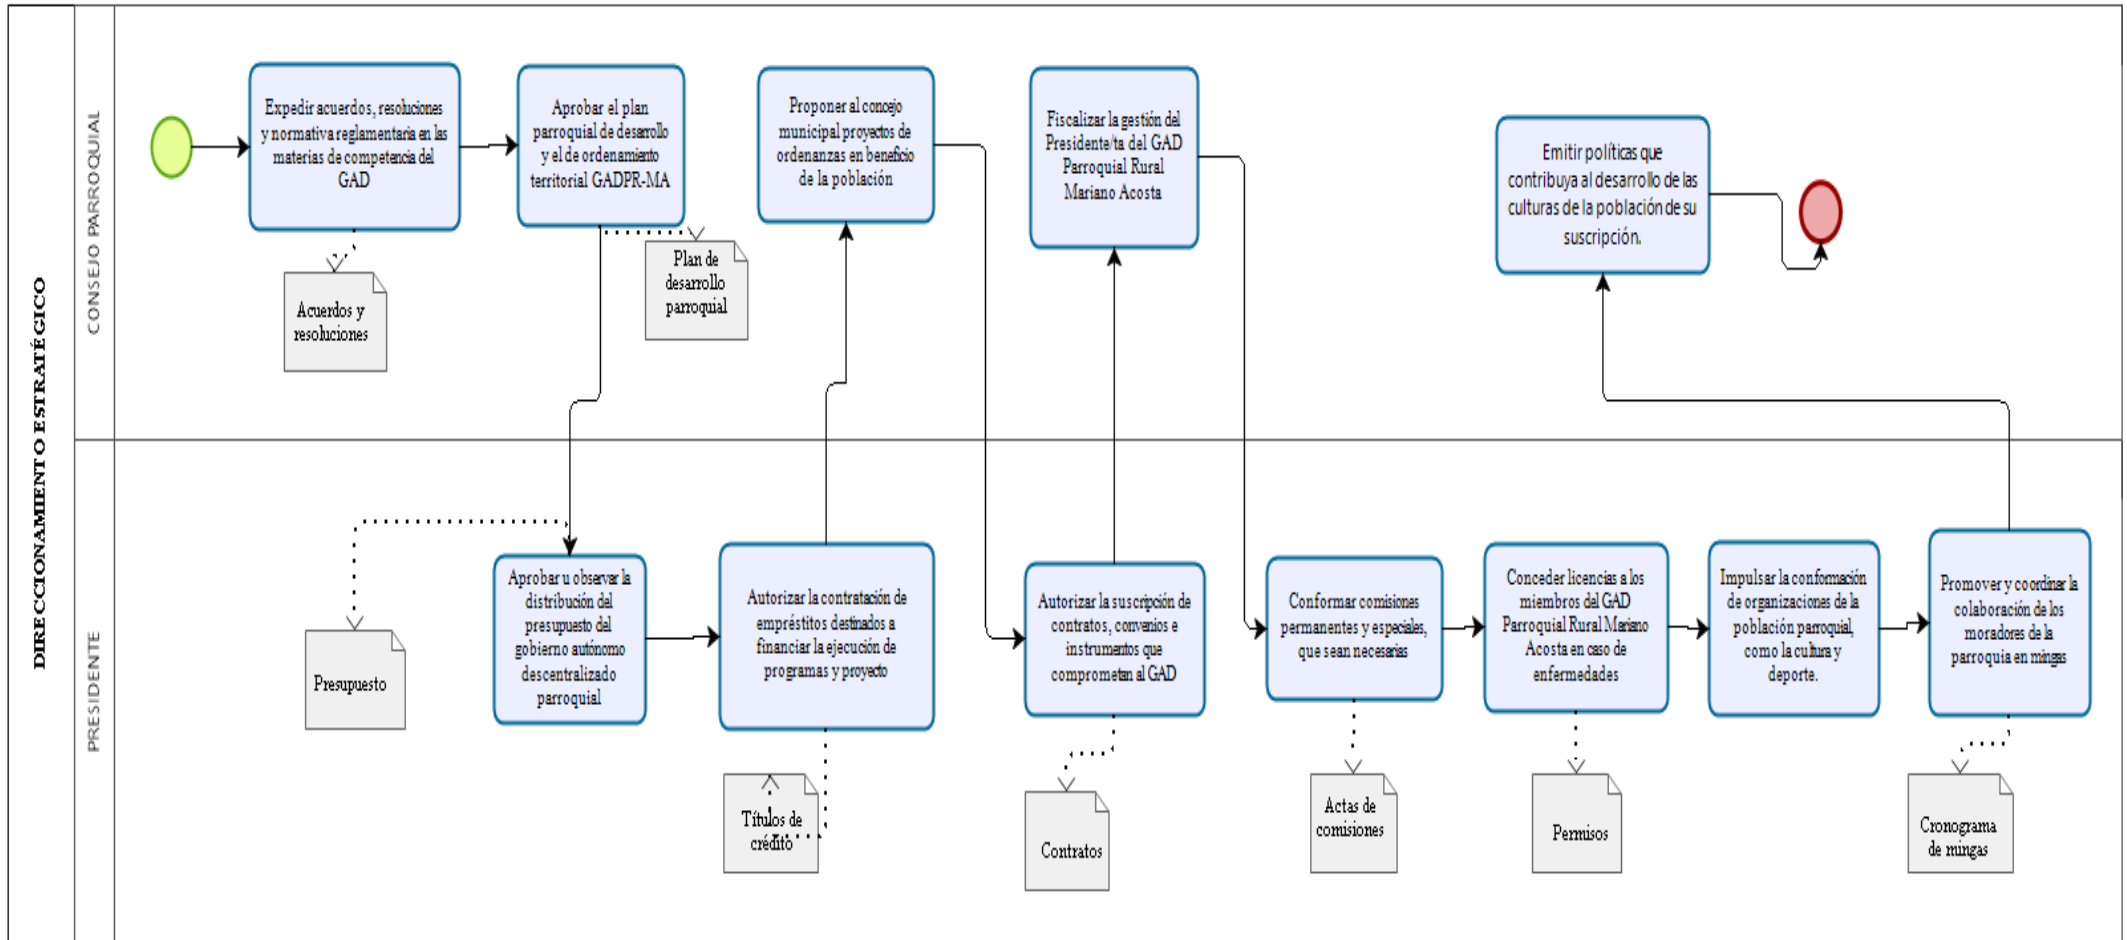 DIRECCIONAMIENTO ESTRATÉGICO
CONSEJO PARROQUIAL
Expedir acuerdos, resoluciones
y normativa reglamentaria en las
materias de competencia del
GAD
Acuerdos y
resoluciones
Aprobar el plan
parroquial de desarrollo
y el de ordenamiento
territorial GADPR-MA
Plan de
desarrollo
parroquial
Proponer al concejo
municipal proyectos de
ordenanzas en beneficio
de la población
Fiscalizar la gestión del
Presidente/ta del GAD
Parroquial Rural
Mariano Acosta
Emitir políticas que
contribuya al desarrollo de las
culturas de la población de su
suscripción.
PRESIDENTE
Presupuesto
Aprobar u observar la
distribución del
presupuesto del
gobierno autónomo
descentralizado
parroquial
Autorizar la contratación de
empréstitos destinados a
financiar la ejecución de
programas y proyecto
Títulos de
crédito
Autorizar la suscripción de
contratos, convenios e
instrumentos que
comprometan al GAD
Contratos
Conformar comisiones
permanentes y especiales,
que sean necesarias
Actas de
comisiones
Conceder licencias a los
miembros del GAD
Parroquial Rural Mariano
Acosta en caso de
enfermedades
Permisos
Impulsar la conformación
de organizaciones de la
población parroquial,
como la cultura y
deporte.
Promover y coordinar la
colaboración de los
moradores de la
parroquia en mingas
Cronograma
de mingas